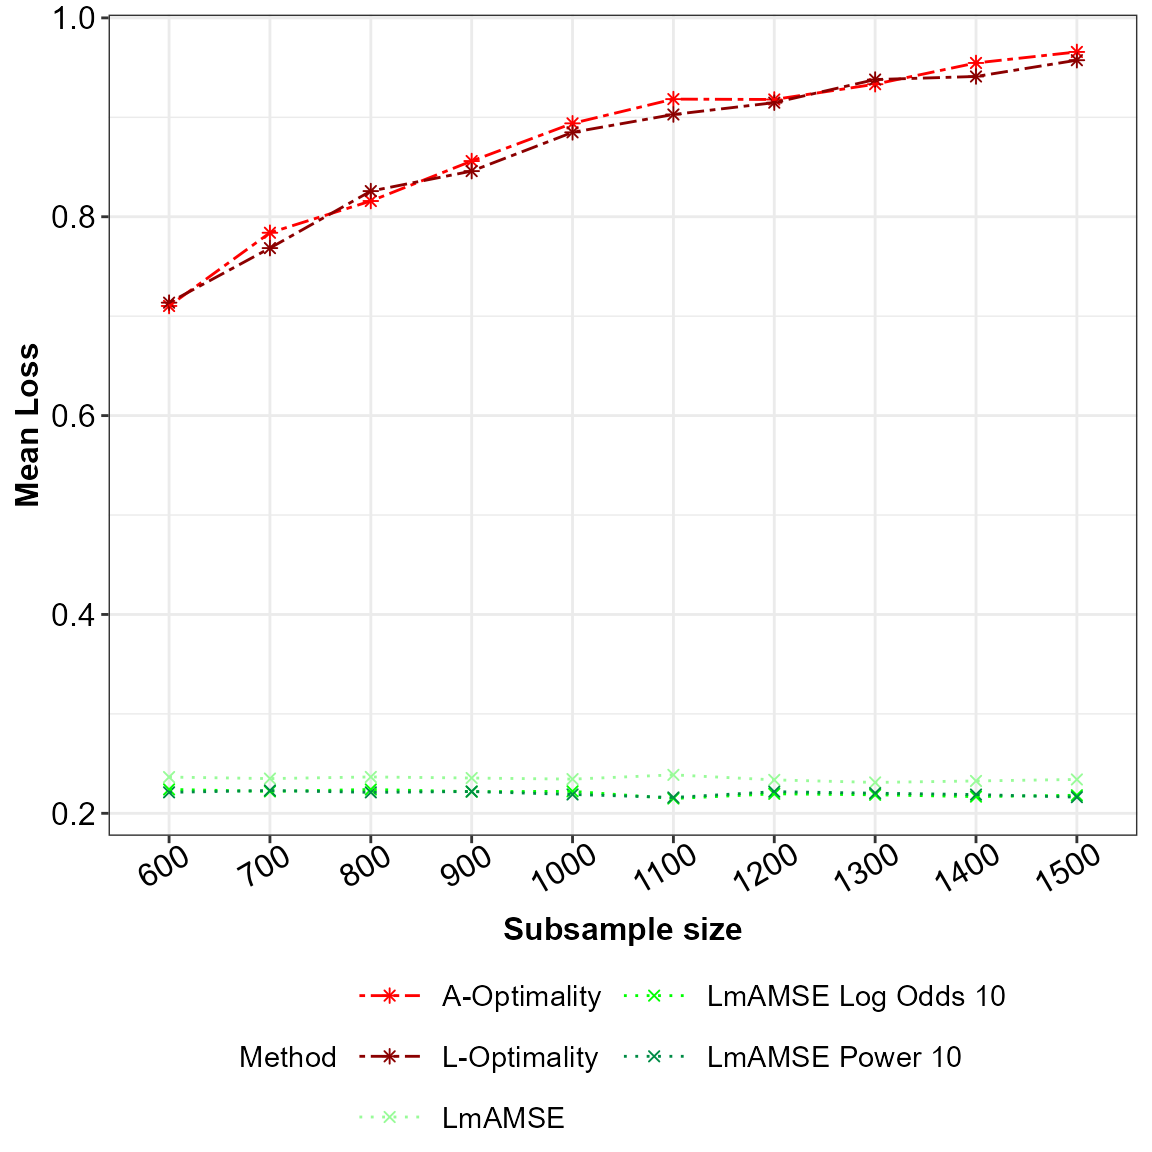 1.0
0.8
0.6
0.4
0.2
Mean Loss
600 700 800 900 1000 1100 1200 1300 1400 1500
Subsample size
Method
A-Optimality
L-Optimality
LmAMSE
LmAMSE Log Odds 10
LmAMSE Power 10